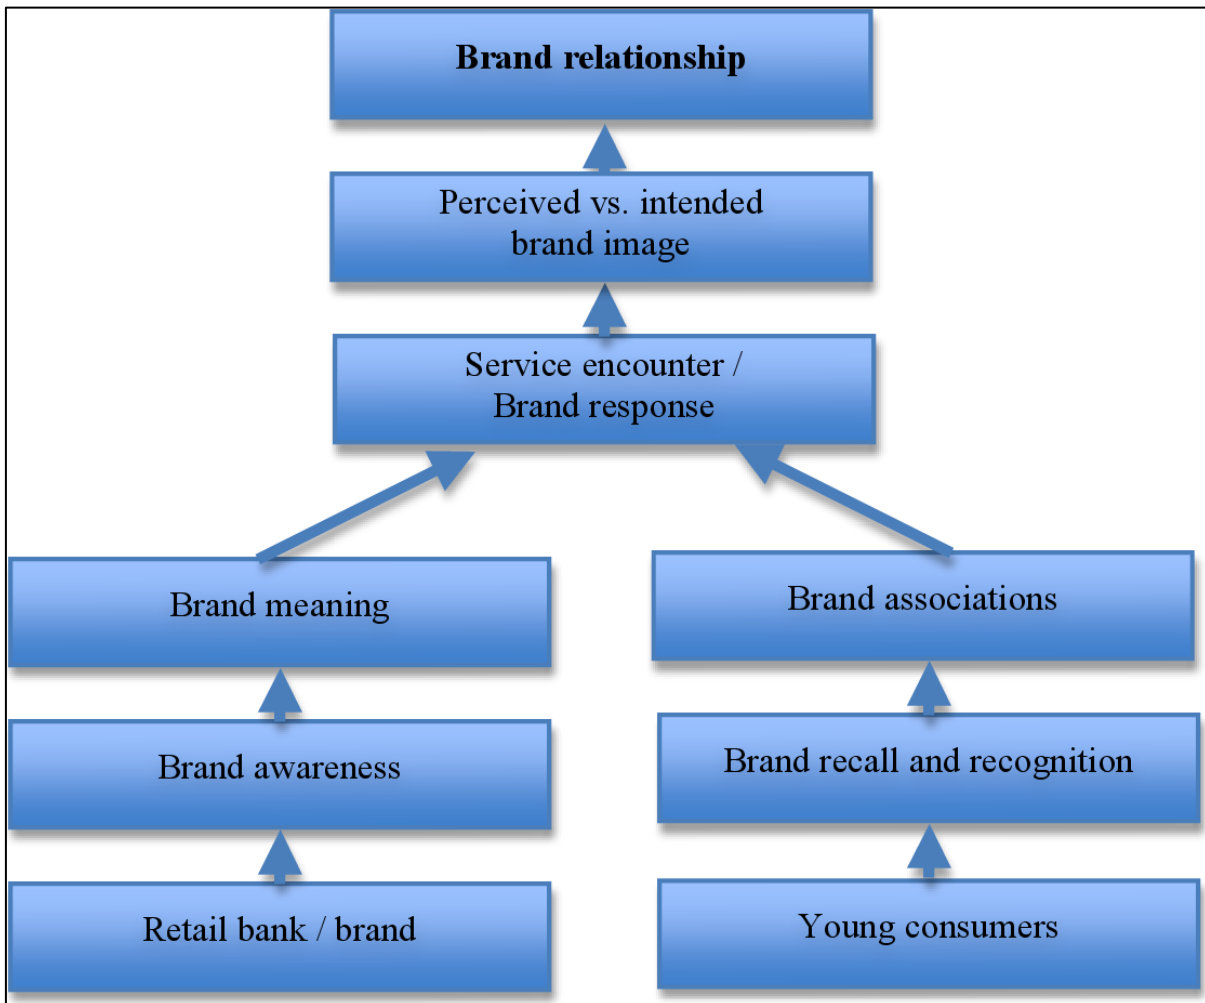 Brand relationship
Perceived vs. intended
brand image
Service encounter /
Brand response
Brand meaning
Brand associations
Brand awareness
Brand recall and recognition
Retail bank / brand
Young consumers